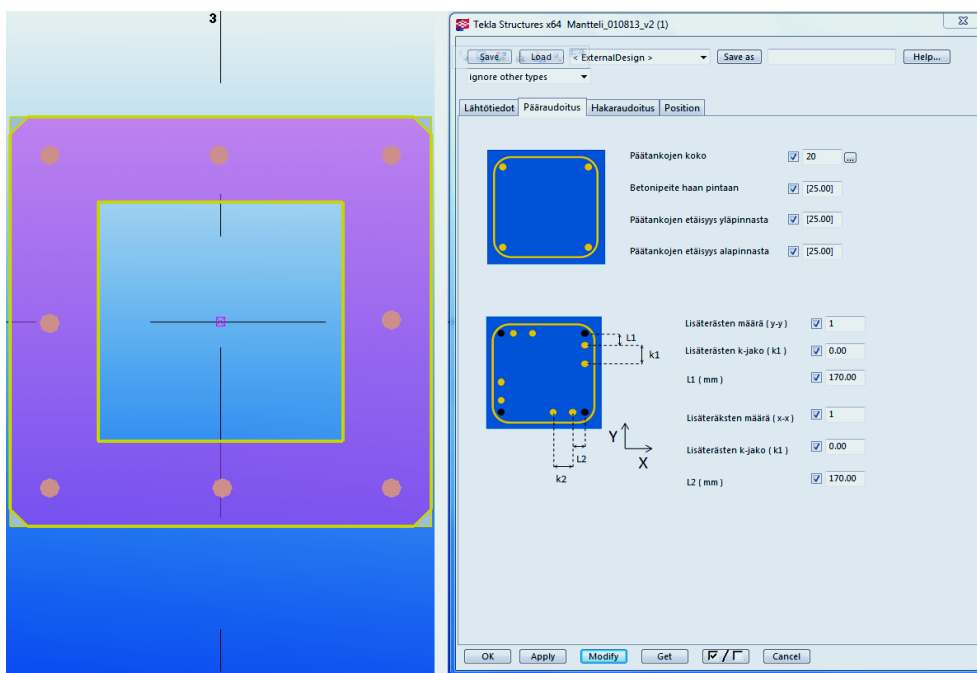 3
Tekla Structures x64 Mantteli_010813_v2 (1)
Save Load < ExternalDesign > Save as Help...
ignore other types
Lähtötiedot Pääraudoitus Hakaraudoitus Position
Päätankojen koko 20 ...
Betonipeite haan pintaan [25.00]
Päätankojen etäisyys yläpinnasta [25.00]
Päätankojen etäisyys alapinnasta [25.00]
L1
k1
Lisäterästen määrä ( y-y ) 1
Lisäterästen k-jako ( k1 ) 0.00
L1 ( mm ) 170.00
Y
X
L2
k2
Lisäteräksten määrä ( x-x ) 1
Lisäterästen k-jako ( k1 ) 0.00
L2 ( mm ) 170.00
OK Apply Modify Get / Cancel